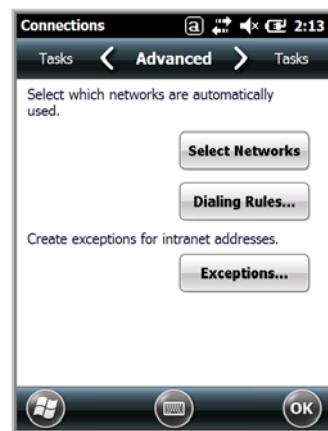 Connections a 2:13
Tasks Advanced Tasks
Select which networks are automatically
used.
Select Networks
Dialing Rules...
Create exceptions for intranet addresses.
Exceptions...
OK